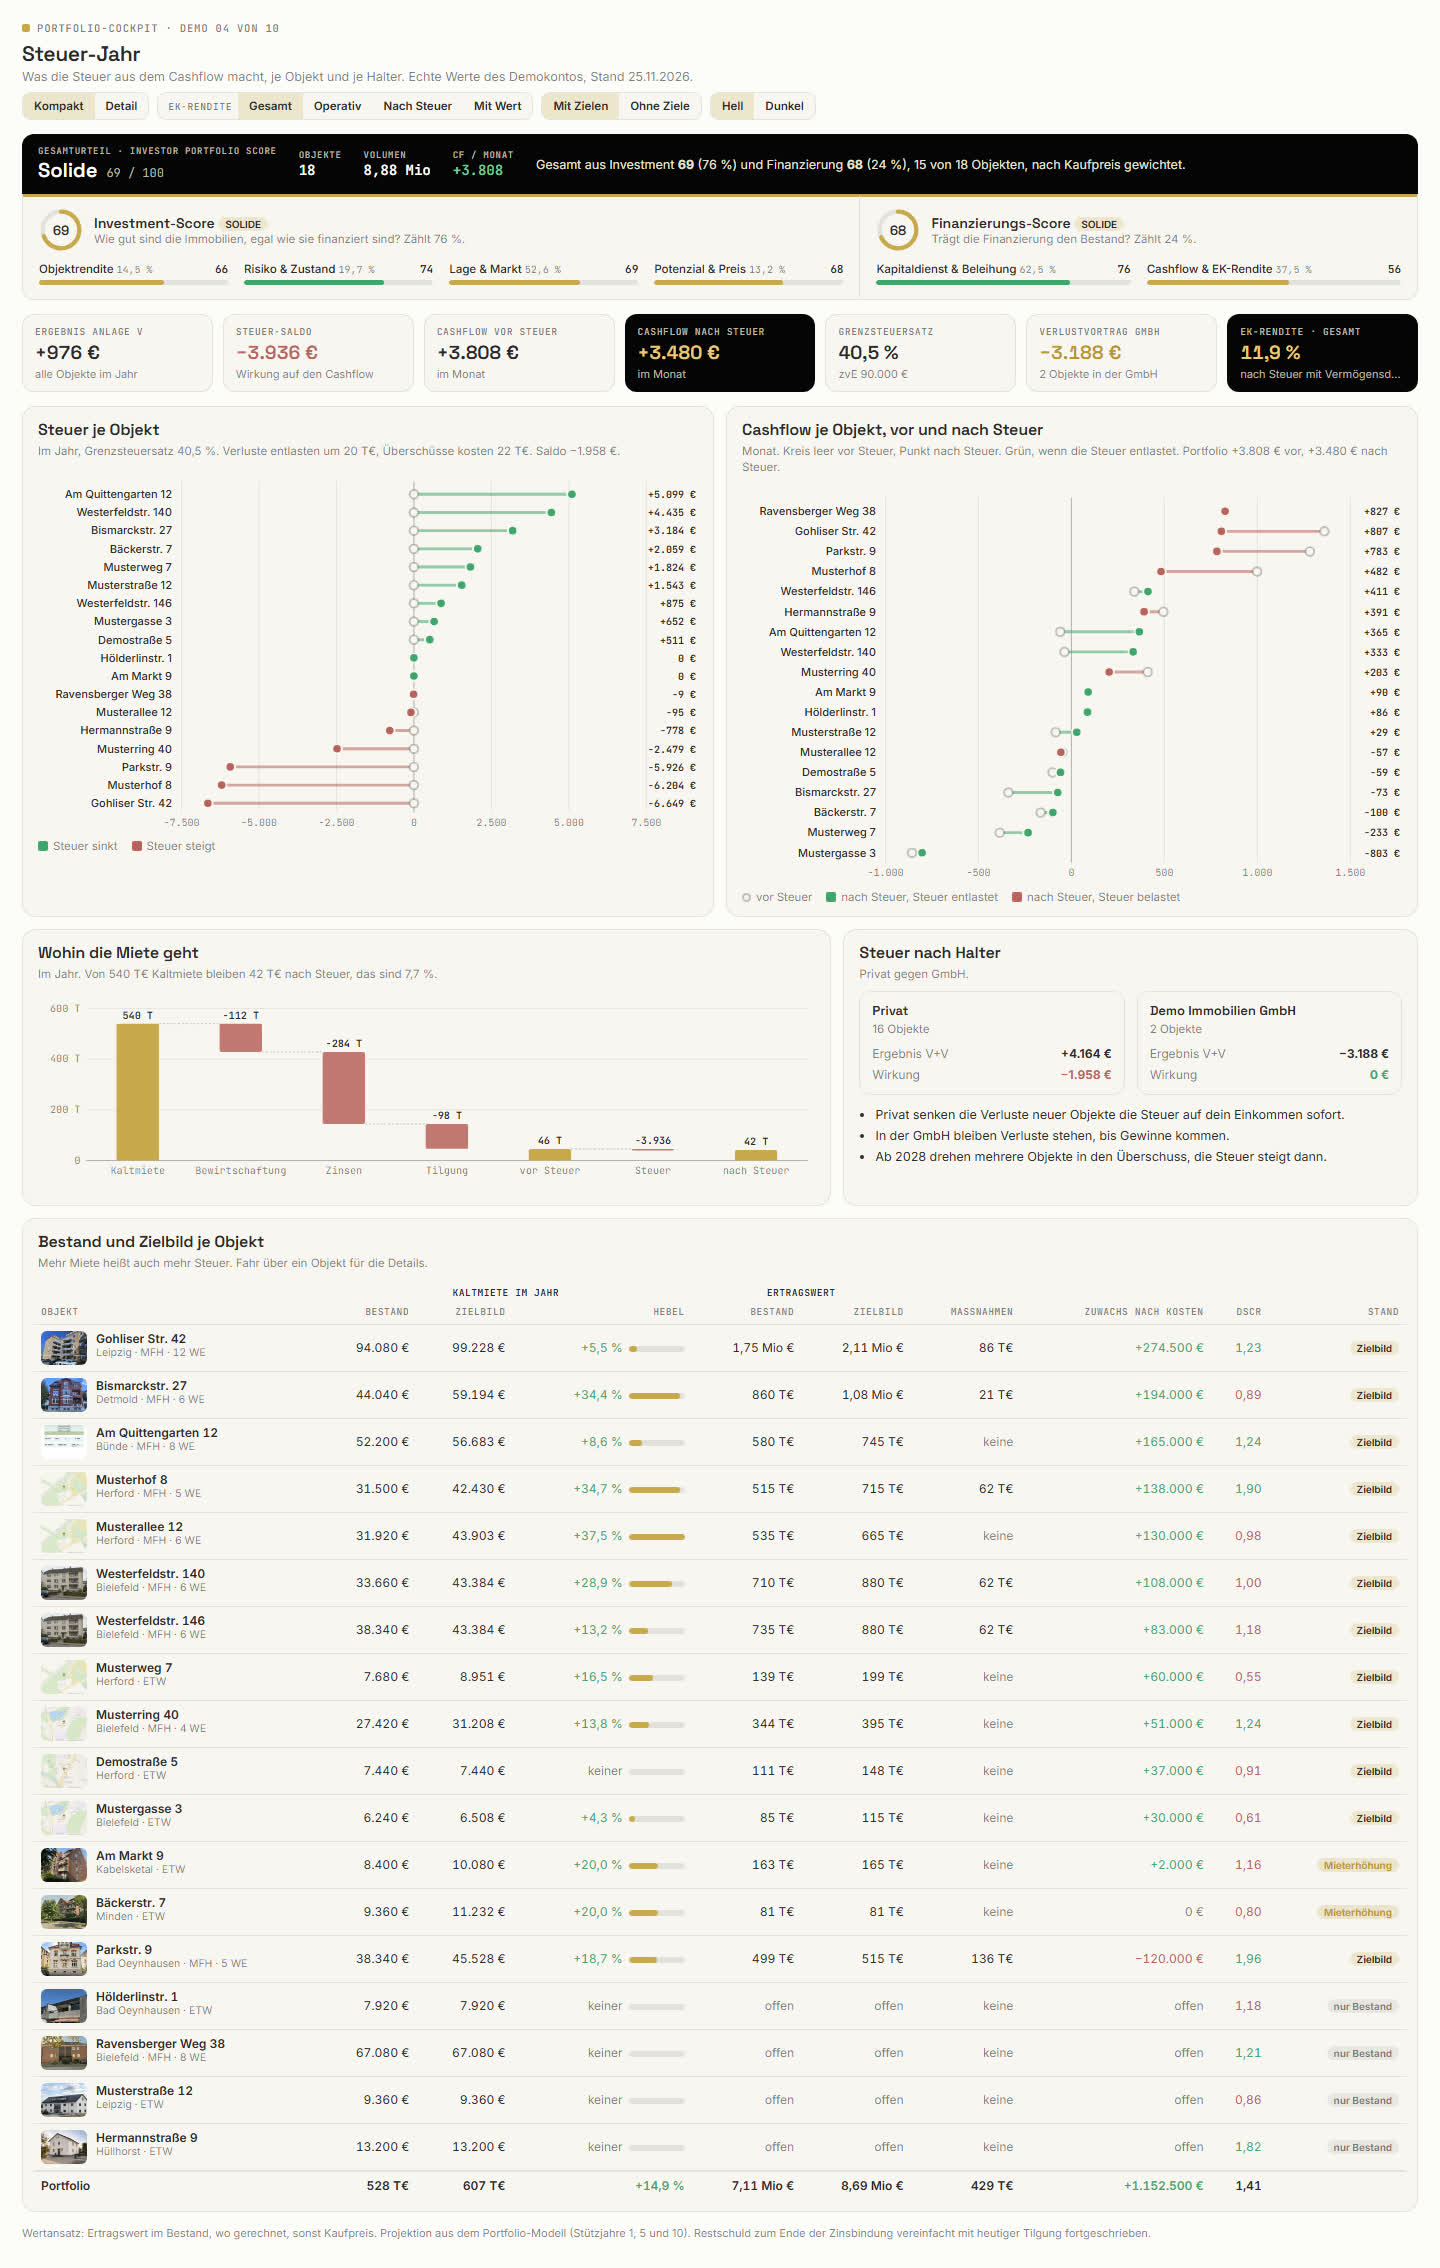 PORTFOLIO-COCKPIT · DEMO 04 VON 10
Steuer-Jahr
Was die Steuer aus dem Cashflow macht, je Objekt und je Halter. Echte Werte des Demokontos, Stand 25.11.2026.
Kompakt Detail EK-RENDITE Gesamt Operativ Nach Steuer Mit Wert Mit Zielen Ohne Ziele Hell Dunkel
GESAMTURTEIL · INVESTOR PORTFOLIO SCORE
Solide 69 / 100
OBJEKTE
18
VOLUMEN
8,88 Mio
CF / MONAT
+3.808
Gesamt aus Investment 69 (76 %) und Finanzierung 68 (24 %), 15 von 18 Objekten, nach Kaufpreis gewichtet.
69
Investment-Score SOLIDE
Wie gut sind die Immobilien, egal wie sie finanziert sind? Zählt 76 %.
Objektrendite 14,5 % 66
Risiko & Zustand 19,7 % 74
Lage & Markt 52,6 % 69
Potenzial & Preis 13,2 % 68
68
Finanzierungs-Score SOLIDE
Trägt die Finanzierung den Bestand? Zählt 24 %.
Kapitaldienst & Beleihung 62,5 % 76
Cashflow & EK-Rendite 37,5 % 56
ERGEBNIS ANLAGE V
+976 €
alle Objekte im Jahr
STEUER-SALDO
−3.936 €
Wirkung auf den Cashflow
CASHFLOW VOR STEUER
+3.808 €
im Monat
CASHFLOW NACH STEUER
+3.480 €
im Monat
GRENZSTEUERSATZ
40,5 %
zvE 90.000 €
VERLUSTVORTRAG GMBH
−3.188 €
2 Objekte in der GmbH
EK-RENDITE · GESAMT
11,9 %
nach Steuer mit Vermögensd…
Steuer je Objekt
Im Jahr, Grenzsteuersatz 40,5 %. Verluste entlasten um 20 T€, Überschüsse kosten 22 T€. Saldo −1.958 €.
Am Quittengarten 12 +5.099 €
Westerfeldstr. 140 +4.435 €
Bismarckstr. 27 +3.184 €
Bäckerstr. 7 +2.059 €
Musterweg 7 +1.824 €
Musterstraße 12 +1.543 €
Westerfeldstr. 146 +875 €
Mustergasse 3 +652 €
Demostraße 5 +511 €
Hölderlinstr. 1 0 €
Am Markt 9 0 €
Ravensberger Weg 38 -9 €
Musterallee 12 -95 €
Hermannstraße 9 -778 €
Musterring 40 -2.479 €
Parkstr. 9 -5.926 €
Musterhof 8 -6.204 €
Gohliser Str. 42 -6.649 €
-7.500 -5.000 -2.500 0 2.500 5.000 7.500
Steuer sinkt Steuer steigt
Cashflow je Objekt, vor und nach Steuer
Monat. Kreis leer vor Steuer, Punkt nach Steuer. Grün, wenn die Steuer entlastet. Portfolio +3.808 € vor, +3.480 € nach
Steuer.
Ravensberger Weg 38 +827 €
Gohliser Str. 42 +807 €
Parkstr. 9 +783 €
Musterhof 8 +482 €
Westerfeldstr. 146 +411 €
Hermannstraße 9 +391 €
Am Quittengarten 12 +365 €
Westerfeldstr. 140 +333 €
Musterring 40 +203 €
Am Markt 9 +90 €
Hölderlinstr. 1 +86 €
Musterstraße 12 +29 €
Musterallee 12 -57 €
Demostraße 5 -59 €
Bismarckstr. 27 -73 €
Bäckerstr. 7 -100 €
Musterweg 7 -233 €
Mustergasse 3 -803 €
-1.000 -500 0 500 1.000 1.500
vor Steuer nach Steuer, Steuer entlastet nach Steuer, Steuer belastet
Wohin die Miete geht
Im Jahr. Von 540 T€ Kaltmiete bleiben 42 T€ nach Steuer, das sind 7,7 %.
600 T
400 T
200 T
0
540 T -112 T -284 T -98 T 46 T -3.936 42 T
Kaltmiete Bewirtschaftung Zinsen Tilgung vor Steuer Steuer nach Steuer
Steuer nach Halter
Privat gegen GmbH.
Privat
16 Objekte
Ergebnis V+V +4.164 €
Wirkung −1.958 €
Demo Immobilien GmbH
2 Objekte
Ergebnis V+V −3.188 €
Wirkung 0 €
• Privat senken die Verluste neuer Objekte die Steuer auf dein Einkommen sofort.
• In der GmbH bleiben Verluste stehen, bis Gewinne kommen.
• Ab 2028 drehen mehrere Objekte in den Überschuss, die Steuer steigt dann.
Bestand und Zielbild je Objekt
Mehr Miete heißt auch mehr Steuer. Fahr über ein Objekt für die Details.
KALTMIETE IM JAHR ERTRAGSWERT
OBJEKT BESTAND ZIELBILD HEBEL BESTAND ZIELBILD MASSNAHMEN ZUWACHS NACH KOSTEN DSCR STAND
Gohliser Str. 42 94.080 € 99.228 € +5,5 % 1,75 Mio € 2,11 Mio € 86 T€ +274.500 € 1,23 Zielbild
Leipzig · MFH · 12 WE
Bismarckstr. 27 44.040 € 59.194 € +34,4 % 860 T€ 1,08 Mio € 21 T€ +194.000 € 0,89 Zielbild
Detmold · MFH · 6 WE
Am Quittengarten 12 52.200 € 56.683 € +8,6 % 580 T€ 745 T€ keine +165.000 € 1,24 Zielbild
Bünde · MFH · 8 WE
Musterhof 8 31.500 € 42.430 € +34,7 % 515 T€ 715 T€ 62 T€ +138.000 € 1,90 Zielbild
Herford · MFH · 5 WE
Musterallee 12 31.920 € 43.903 € +37,5 % 535 T€ 665 T€ keine +130.000 € 0,98 Zielbild
Herford · MFH · 6 WE
Westerfeldstr. 140 33.660 € 43.384 € +28,9 % 710 T€ 880 T€ 62 T€ +108.000 € 1,00 Zielbild
Bielefeld · MFH · 6 WE
Westerfeldstr. 146 38.340 € 43.384 € +13,2 % 735 T€ 880 T€ 62 T€ +83.000 € 1,18 Zielbild
Bielefeld · MFH · 6 WE
Musterweg 7 7.680 € 8.951 € +16,5 % 139 T€ 199 T€ keine +60.000 € 0,55 Zielbild
Herford · ETW
Musterring 40 27.420 € 31.208 € +13,8 % 344 T€ 395 T€ keine +51.000 € 1,24 Zielbild
Bielefeld · MFH · 4 WE
Demostraße 5 7.440 € 7.440 € keiner 111 T€ 148 T€ keine +37.000 € 0,91 Zielbild
Herford · ETW
Mustergasse 3 6.240 € 6.508 € +4,3 % 85 T€ 115 T€ keine +30.000 € 0,61 Zielbild
Bielefeld · ETW
Am Markt 9 8.400 € 10.080 € +20,0 % 163 T€ 165 T€ keine +2.000 € 1,16 Mieterhöhung
Kabelsketal · ETW
Bäckerstr. 7 9.360 € 11.232 € +20,0 % 81 T€ 81 T€ keine 0 € 0,80 Mieterhöhung
Minden · ETW
Parkstr. 9 38.340 € 45.528 € +18,7 % 499 T€ 515 T€ 136 T€ −120.000 € 1,96 Zielbild
Bad Oeynhausen · MFH · 5 WE
Hölderlinstr. 1 7.920 € 7.920 € keiner offen offen keine offen 1,18 nur Bestand
Bad Oeynhausen · ETW
Ravensberger Weg 38 67.080 € 67.080 € keiner offen offen keine offen 1,21 nur Bestand
Bielefeld · MFH · 8 WE
Musterstraße 12 9.360 € 9.360 € keiner offen offen keine offen 0,86 nur Bestand
Leipzig · ETW
Hermannstraße 9 13.200 € 13.200 € keiner offen offen keine offen 1,82 nur Bestand
Hüllhorst · ETW
Portfolio 528 T€ 607 T€ +14,9 % 7,11 Mio € 8,69 Mio € 429 T€ +1.152.500 € 1,41
Wertansatz: Ertragswert im Bestand, wo gerechnet, sonst Kaufpreis. Projektion aus dem Portfolio-Modell (Stützjahre 1, 5 und 10). Restschuld zum Ende der Zinsbindung vereinfacht mit heutiger Tilgung fortgeschrieben.